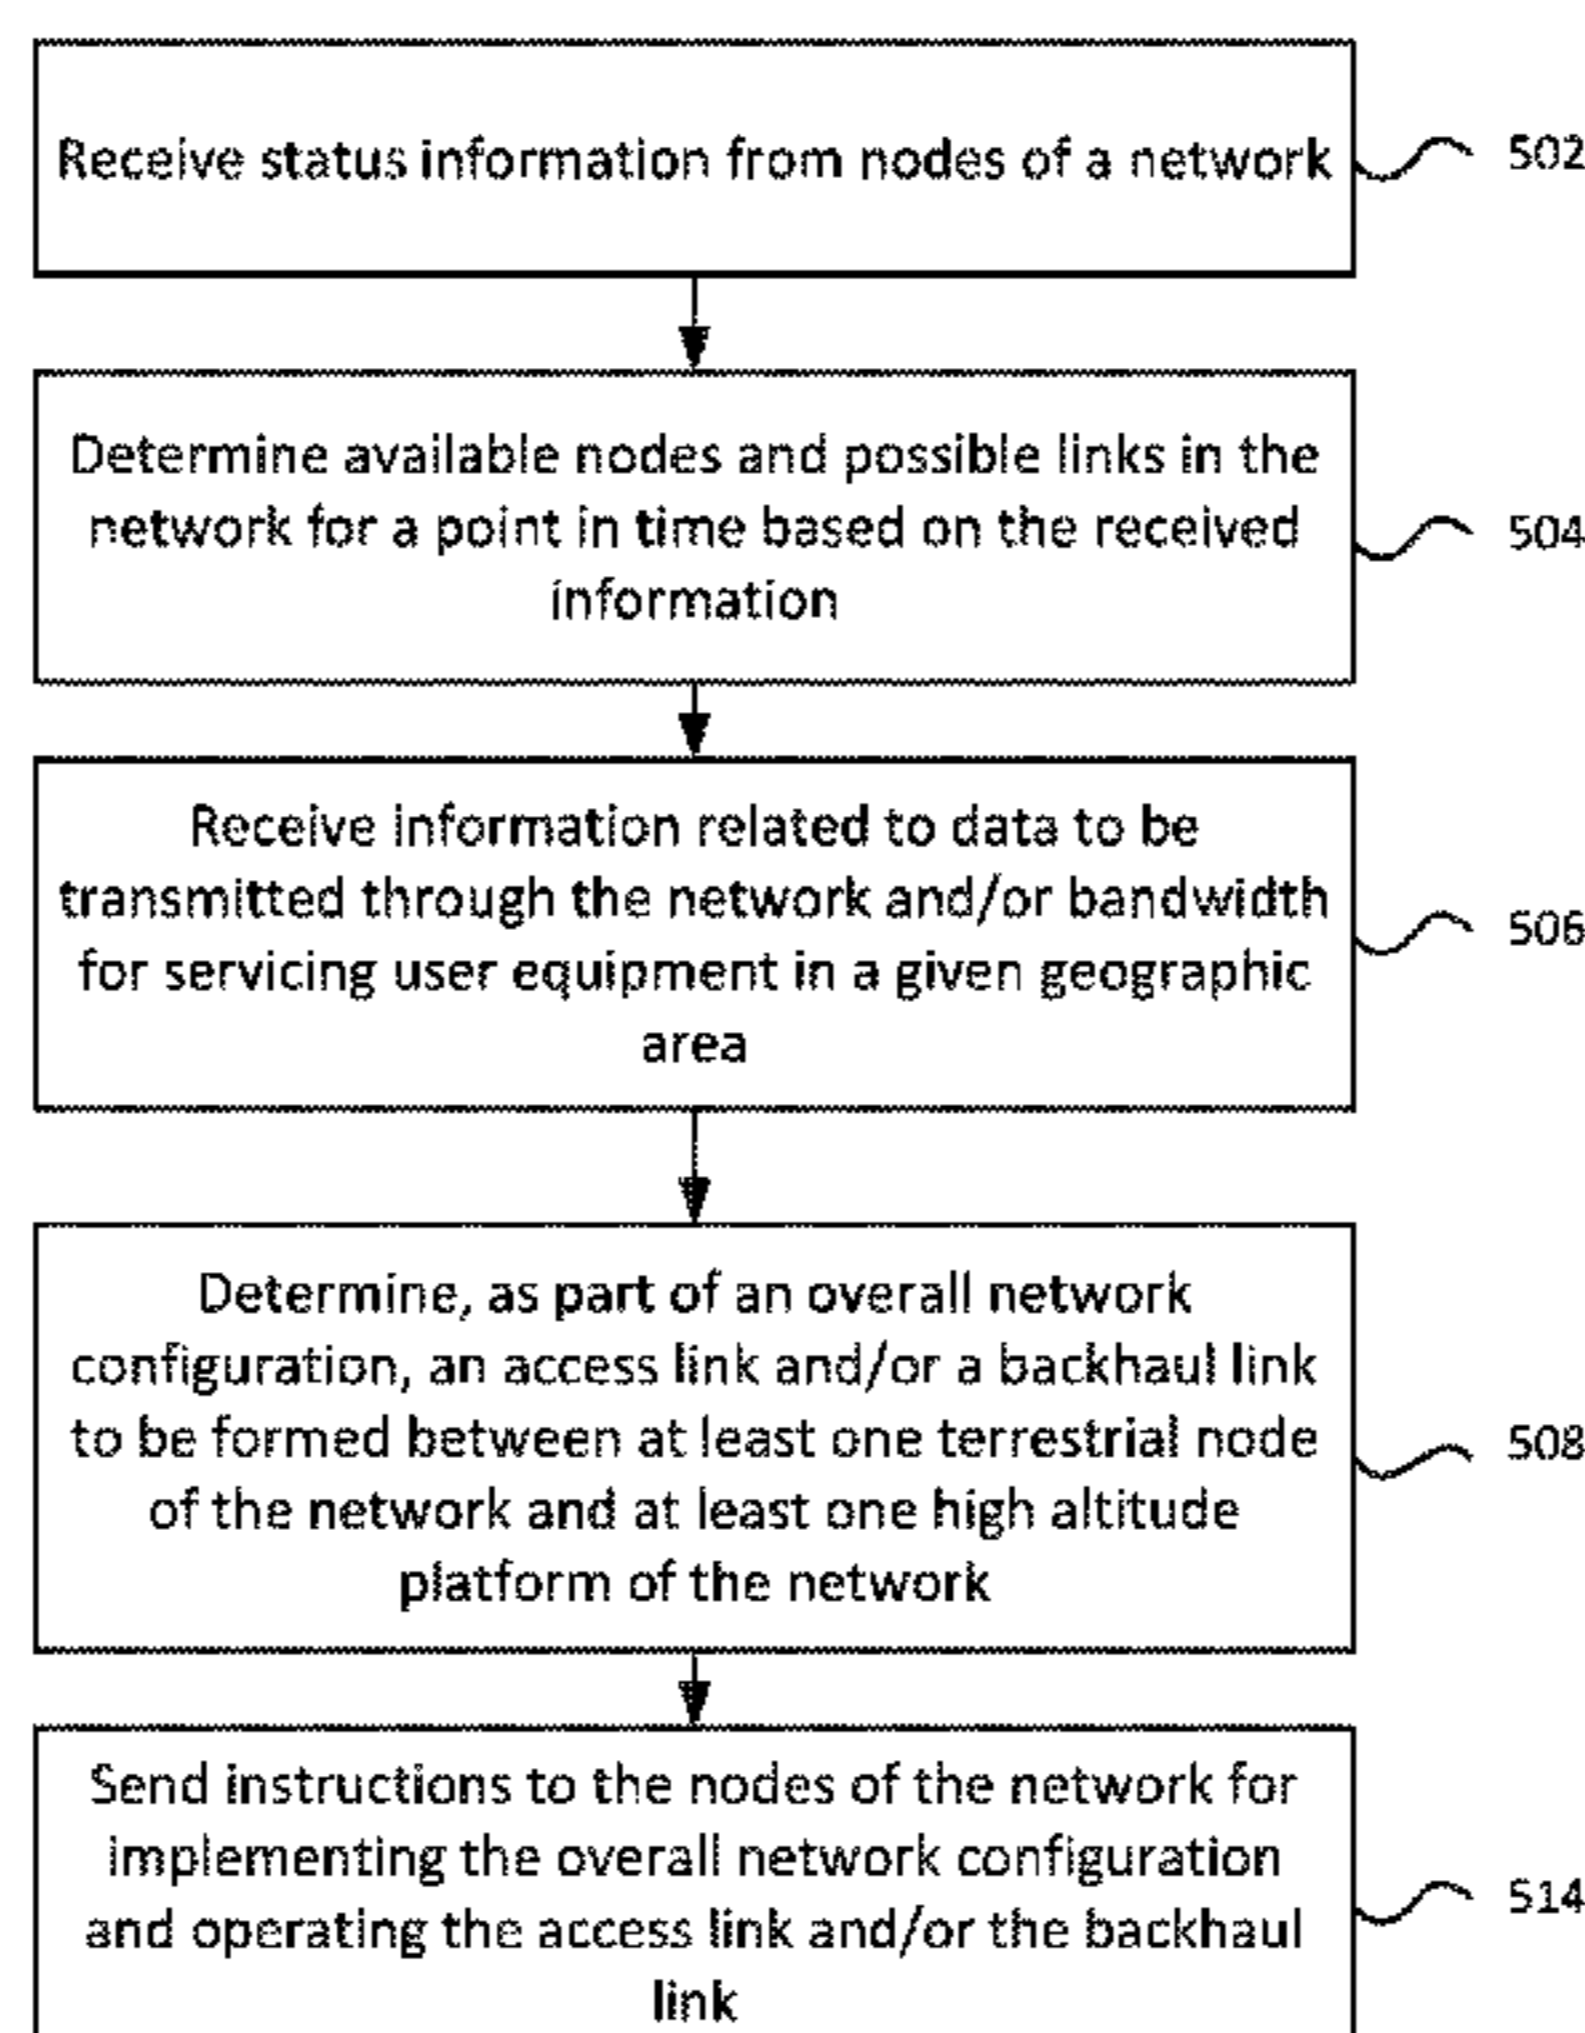 Receive status information from nodes of a network
502
Determine available nodes and possible links in the
network for a point in time based on the received
information
504
Receive information related to data to be
transmitted through the network and/or bandwidth
for servicing user equipment in a given geographic
area
506
Determine, as part of an overall network
configuration, an access link and/or a backhaul link
to be formed between at least one terrestrial node
of the network and at least one high altitude
platform of the network
508
Send instructions to the nodes of the network for
implementing the overall network configuration
and operating the access link and/or the backhaul
link
514